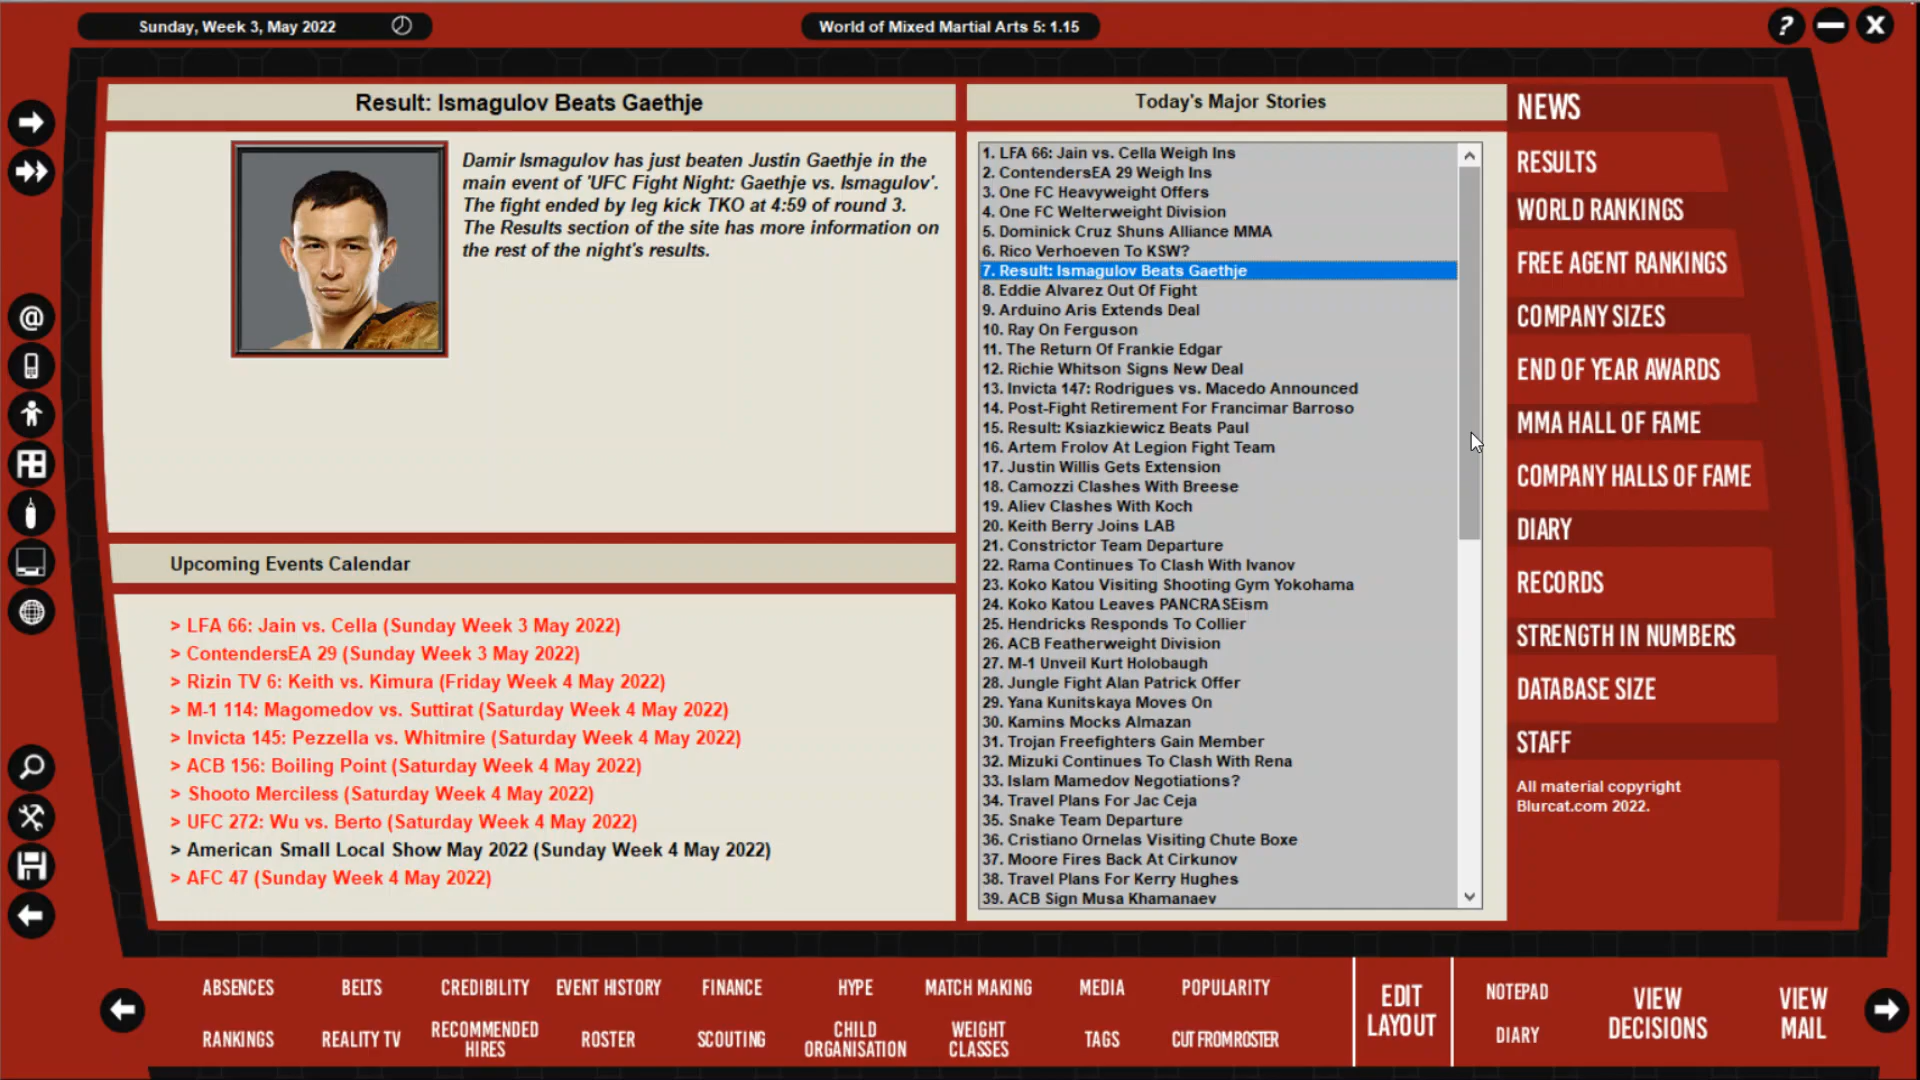 Sunday, Week 3, May 2022
World of Mixed Martial Arts 5: 1.15
?
X
Result: Ismagulov Beats Gaethje
Damir Ismagulov has just beaten Justin Gaethje in the
main event of 'UFC Fight Night: Gaethje vs. Ismagulov'.
The fight ended by leg kick TKO at 4:59 of round 3.
The Results section of the site has more information on
the rest of the night's results.
Upcoming Events Calendar
> LFA 66: Jain vs. Cella (Sunday Week 3 May 2022)
> ContendersEA 29 (Sunday Week 3 May 2022)
> Rizin TV 6: Keith vs. Kimura (Friday Week 4 May 2022)
> M-1 114: Magomedov vs. Suttirat (Saturday Week 4 May 2022)
> Invicta 145: Pezzella vs. Whitmire (Saturday Week 4 May 2022)
> ACB 156: Boiling Point (Saturday Week 4 May 2022)
> Shooto Merciless (Saturday Week 4 May 2022)
> UFC 272: Wu vs. Berto (Saturday Week 4 May 2022)
> American Small Local Show May 2022 (Sunday Week 4 May 2022)
> AFC 47 (Sunday Week 4 May 2022)
Today's Major Stories
1. LFA 66: Jain vs. Cella Weigh Ins
2. ContendersEA 29 Weigh Ins
3. One FC Heavyweight Offers
4. One FC Welterweight Division
5. Dominick Cruz Shuns Alliance MMA
6. Rico Verhoeven To KSW?
7. Result: Ismagulov Beats Gaethje
8. Eddie Alvarez Out Of Fight
9. Arduino Aris Extends Deal
10. Ray On Ferguson
11. The Return Of Frankie Edgar
12. Richie Whitson Signs New Deal
13. Invicta 147: Rodrigues vs. Macedo Announced
14. Post-Fight Retirement For Francimar Barroso
15. Result: Ksiazkiewicz Beats Paul
16. Artem Frolov At Legion Fight Team
17. Justin Willis Gets Extension
18. Camozzi Clashes With Breese
19. Aliev Clashes With Koch
20. Keith Berry Joins LAB
21. Constrictor Team Departure
22. Rama Continues To Clash With Ivanov
23. Koko Katou Visiting Shooting Gym Yokohama
24. Koko Katou Leaves PANCRASEism
25. Hendricks Responds To Collier
26. ACB Featherweight Division
27. M-1 Unveil Kurt Holobaugh
28. Jungle Fight Alan Patrick Offer
29. Yana Kunitskaya Moves On
30. Kamins Mocks Almazan
31. Trojan Freefighters Gain Member
32. Mizuki Continues To Clash With Rena
33. Islam Mamedov Negotiations?
34. Travel Plans For Jac Ceja
35. Snake Team Departure
36. Cristiano Ornelas Visiting Chute Boxe
37. Moore Fires Back At Cirkunov
38. Travel Plans For Kerry Hughes
39. ACB Sign Musa Khamanaev
NEWS
RESULTS
WORLD RANKINGS
FREE AGENT RANKINGS
COMPANY SIZES
END OF YEAR AWARDS
MMA HALL OF FAME
COMPANY HALLS OF FAME
DIARY
RECORDS
STRENGTH IN NUMBERS
DATABASE SIZE
STAFF
All material copyright
Blurcat.com 2022.
@
ABSENCES
BELTS
CREDIBILITY
EVENT HISTORY
FINANCE
HYPE
MATCH MAKING
MEDIA
POPULARITY
RANKINGS
REALITY TV
RECOMMENDED
HIRES
ROSTER
SCOUTING
CHILD
ORGANISATION
WEIGHT
CLASSES
TAGS
CUT FROM ROSTER
EDIT
LAYOUT
NOTEPAD
DIARY
VIEW
DECISIONS
VIEW
MAIL